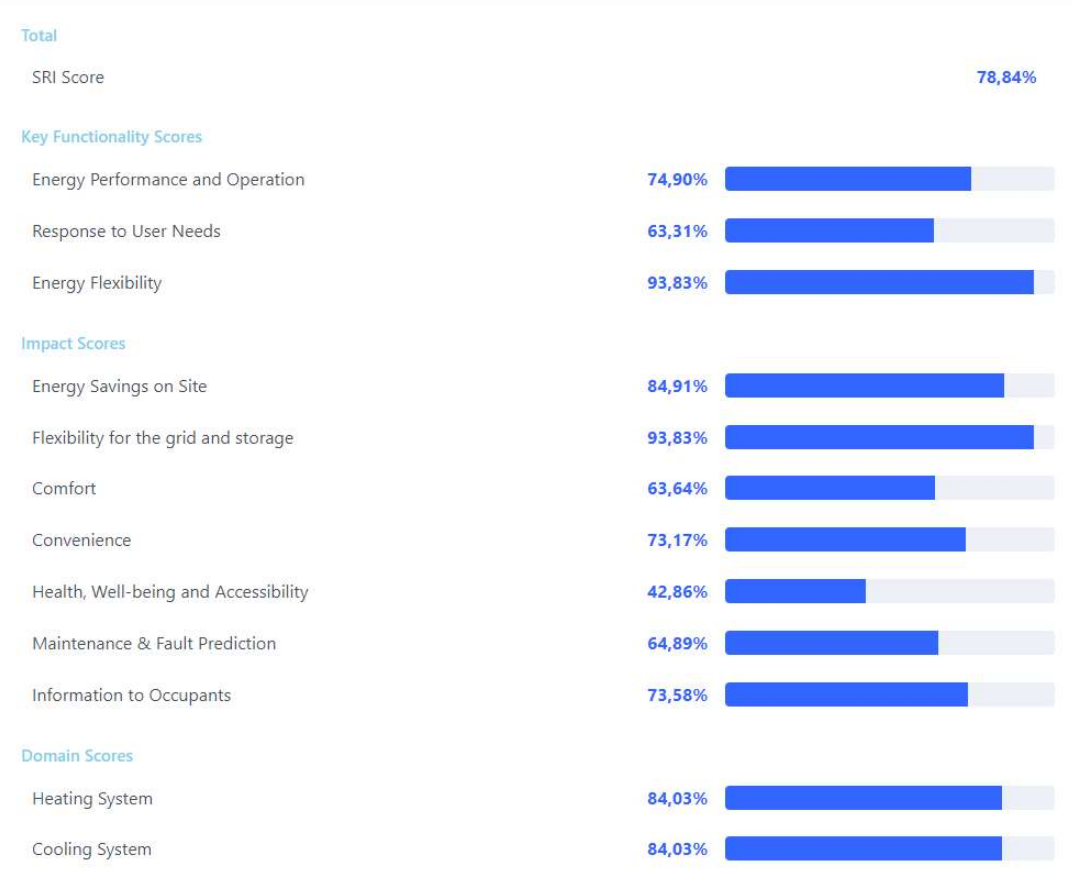 Total
SRI Score 78,84%
Key Functionality Scores
Energy Performance and Operation 74,90%
Response to User Needs 63,31%
Energy Flexibility 93,83%
Impact Scores
Energy Savings on Site 84,91%
Flexibility for the grid and storage 93,83%
Comfort 63,64%
Convenience 73,17%
Health, Well-being and Accessibility 42,86%
Maintenance & Fault Prediction 64,89%
Information to Occupants 73,58%
Domain Scores
Heating System 84,03%
Cooling System 84,03%